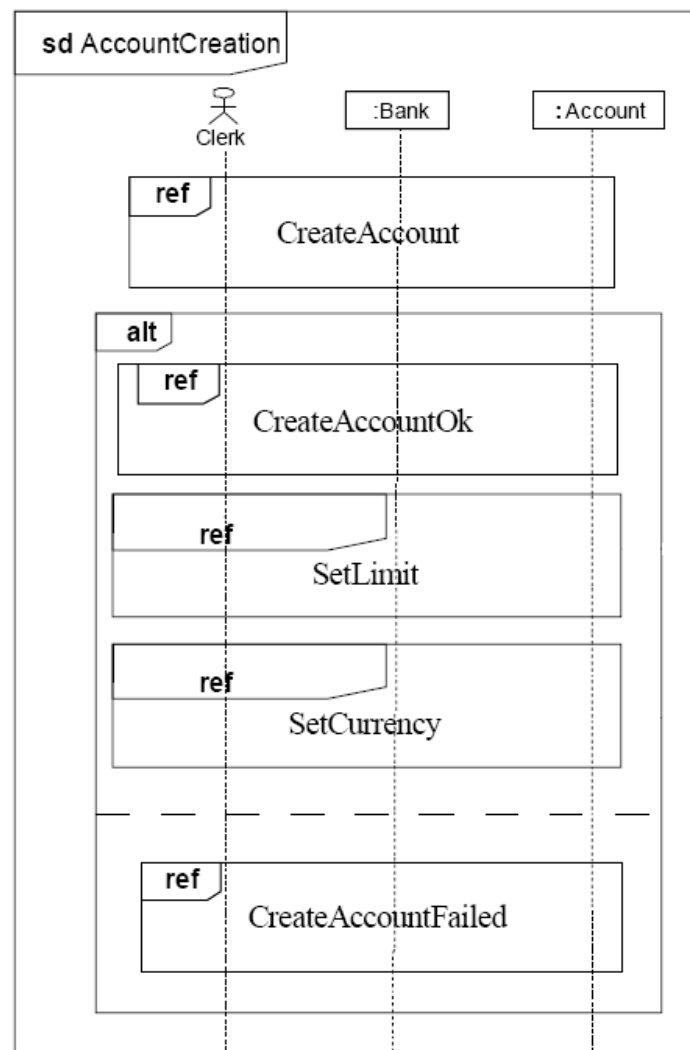 sd AccountCreation
Clerk
:Bank
:Account
ref
CreateAccount
alt
ref
CreateAccountOk
ref
SetLimit
ref
SetCurrency
ref
CreateAccountFailed